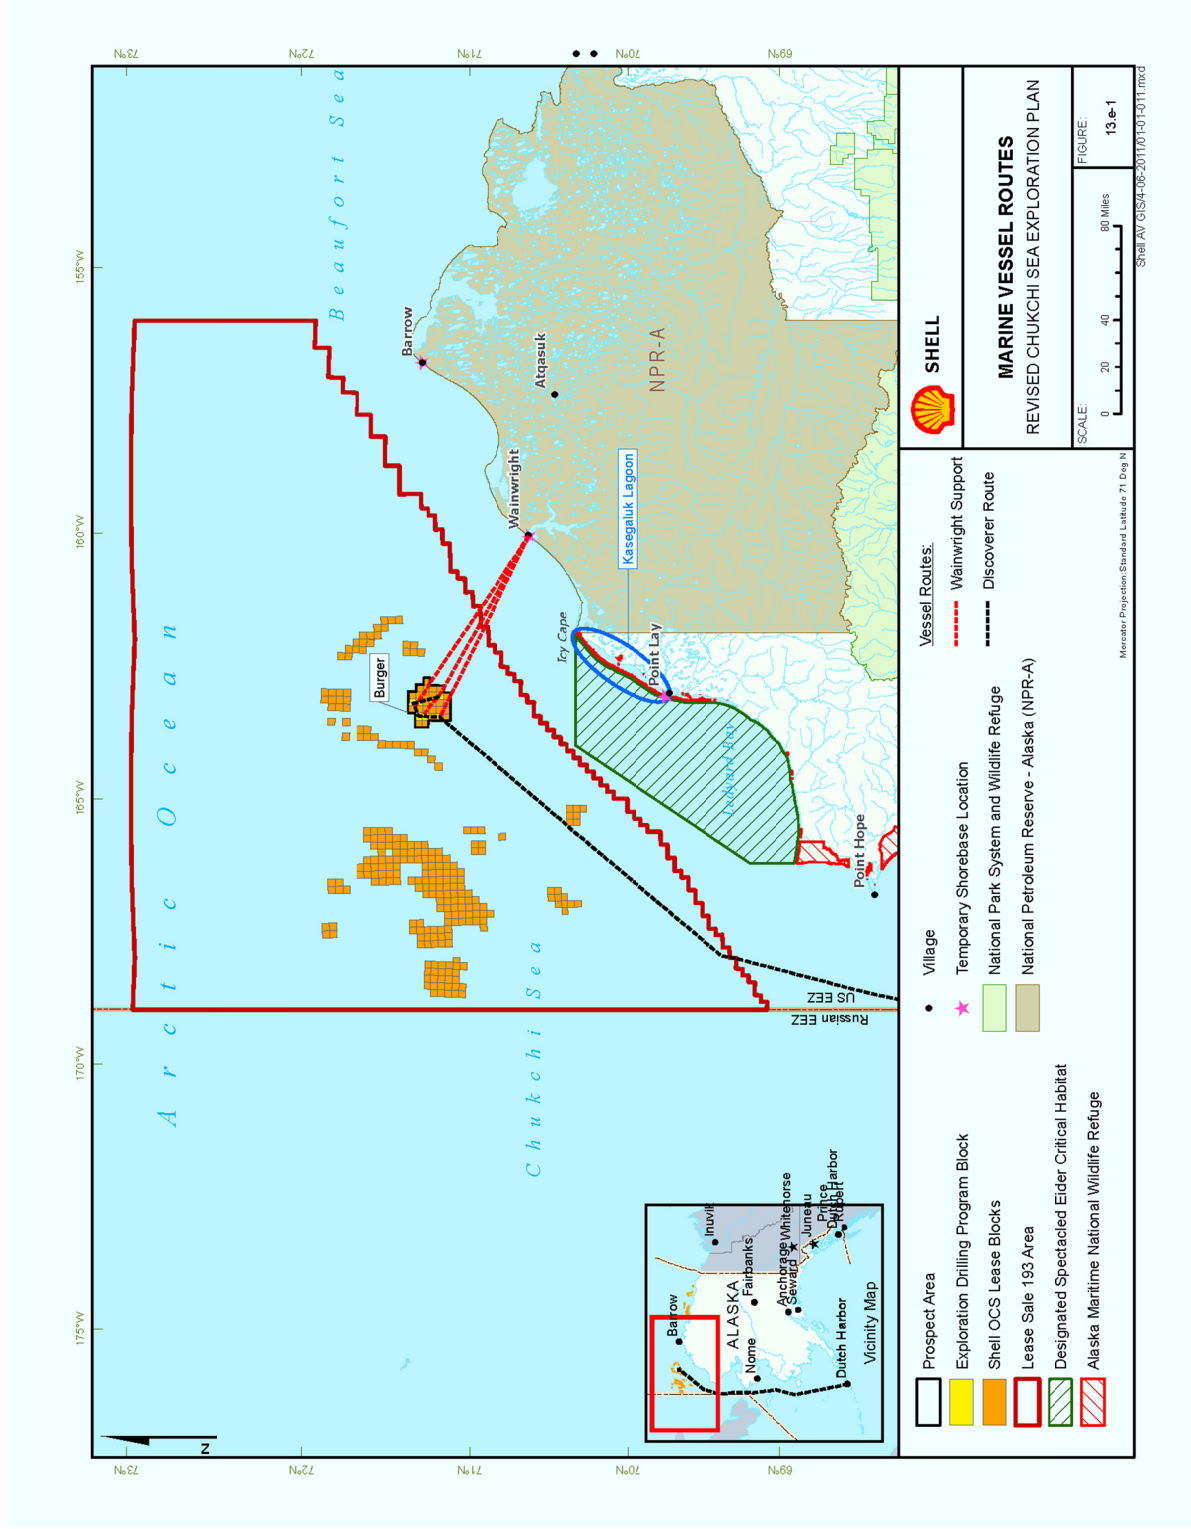 73°N
72°N
71°N
70°N
69°N
175°W
170°W
165°W
160°W
155°W
Arctic Ocean
Beaufort Sea
Chukchi Sea
Burger
Barrow
Wainwright
Atqasuk
NPR-A
Icy Cape
Kasegaluk Lagoon
Point Lay
Ledyard Bay
Point Hope
Russian EEZ
US EEZ
N
73°N
72°N
71°N
70°N
69°N
Inuvik
Barrow
Fairbanks
ALASKA
Nome
Anchorage
Seward
Whitehorse
Juneau
Prince
Rupert
Dutch Harbor
Dutch Harbor
Vicinity Map
Prospect Area
Exploration Drilling Program Block
Shell OCS Lease Blocks
Lease Sale 193 Area
Designated Spectacled Eider Critical Habitat
Alaska Maritime National Wildlife Refuge
Village
Temporary Shorebase Location
National Park System and Wildlife Refuge
National Petroleum Reserve - Alaska (NPR-A)
Vessel Routes:
Wainwright Support
Discoverer Route
Mercator Projection:Standard Latitude 71 Deg N
SHELL
MARINE VESSEL ROUTES
REVISED CHUKCHI SEA EXPLORATION PLAN
SCALE:
0 20 40 80 Miles
FIGURE:
13.e-1
Shell AV GIS/4-06-2011/01-01-011.mxd